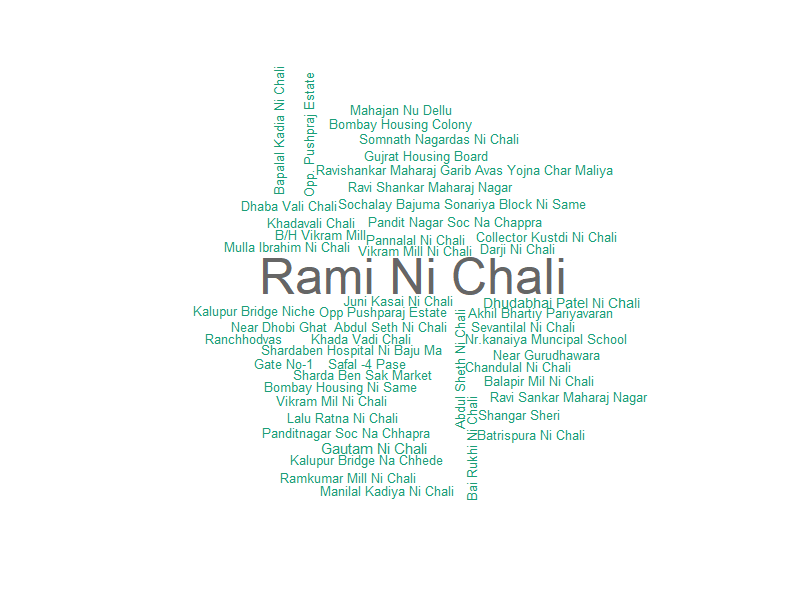 Bapalal Kadia Ni Chali
Opp. Pushpraj Estate
Mahajan Nu Dellu
Bombay Housing Colony
Somnath Nagardas Ni Chali
Gujrat Housing Board
Ravishankar Maharaj Garib Avas Yojna Char Maliya
Ravi Shankar Maharaj Nagar
Dhaba Vali Chali
Sochalay Bajuma Sonariya Block Ni Same
Khadavali Chali
Pandit Nagar Soc Na Chappra
B/H Vikram Mill
Pannalal Ni Chali
Collector Kustdi Ni Chali
Mulla Ibrahim Ni Chali
Vikram Mill Ni Chali
Darji Ni Chali
Rami Ni Chali
Juni Kasai Ni Chali
Dhudabhai Patel Ni Chali
Kalupur Bridge Niche
Opp Pushparaj Estate
Akhil Bhartiy Pariyavaran
Near Dhobi Ghat
Abdul Seth Ni Chali
Sevantilal Ni Chali
Ranchhodvas
Khada Vadi Chali
Nr.kanaiya Muncipal School
Shardaben Hospital Ni Baju Ma
Near Gurudhawara
Gate No-1
Safal -4 Pase
Abdul Sheth Ni Chali
Chandulal Ni Chali
Sharda Ben Sak Market
Balapir Mil Ni Chali
Bombay Housing Ni Same
Ravi Sankar Maharaj Nagar
Vikram Mil Ni Chali
Lalu Ratna Ni Chali
Shangar Sheri
Panditnagar Soc Na Chhapra
Batrispura Ni Chali
Gautam Ni Chali
Bai Rukhi Ni Chali
Kalupur Bridge Na Chhede
Ramkumar Mill Ni Chali
Manilal Kadiya Ni Chali